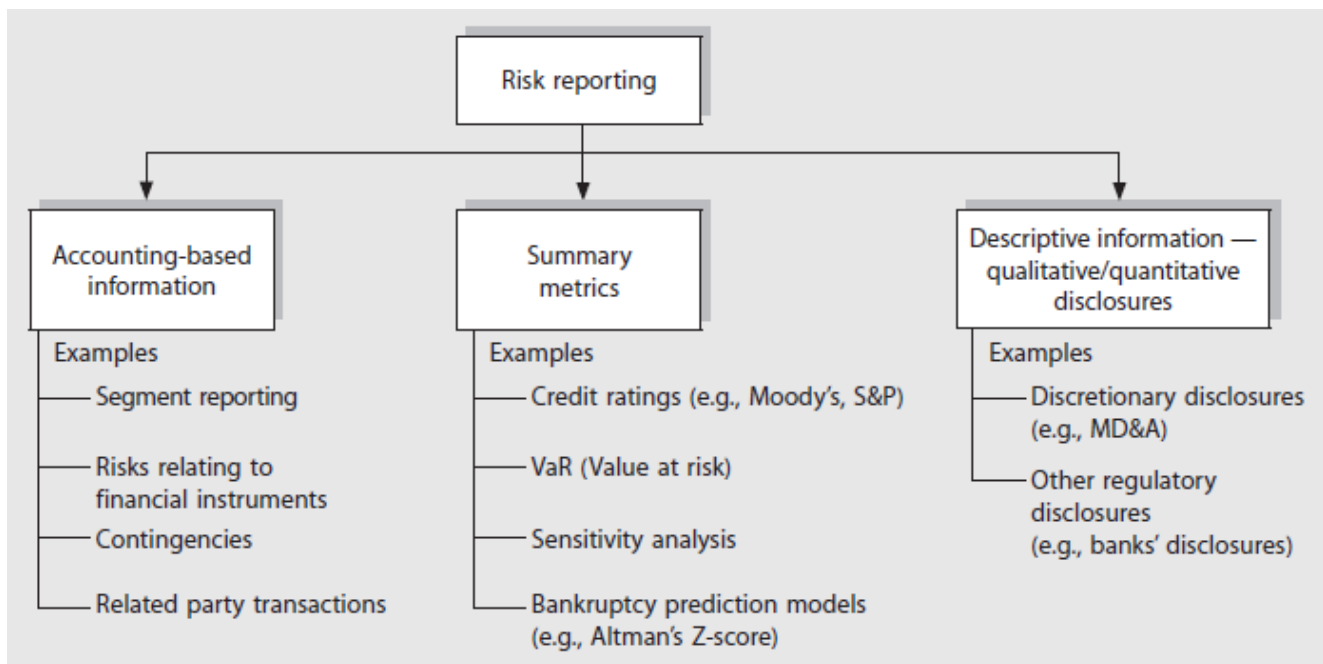 Risk reporting
Accounting-based
information
Examples
Segment reporting
Risks relating to
financial instruments
Contingencies
Related party transactions
Summary
metrics
Examples
Credit ratings (e.g., Moody's, S&P)
VaR (Value at risk)
Sensitivity analysis
Bankruptcy prediction models
(e.g., Altman's Z-score)
Descriptive information —
qualitative/quantitative
disclosures
Examples
Discretionary disclosures
(e.g., MD&A)
Other regulatory
disclosures
(e.g., banks' disclosures)